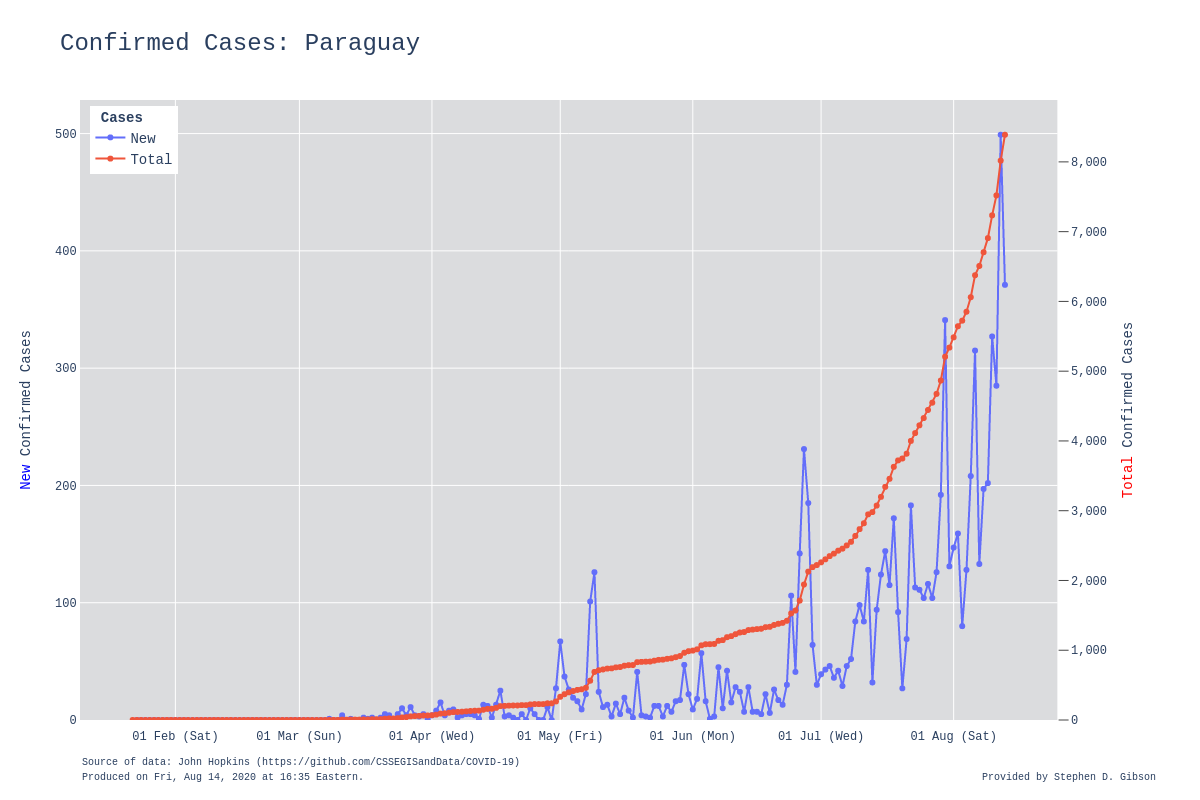 Confirmed Cases: Paraguay
Cases
New
Total
500
400
300
200
100
0
8,000
7,000
6,000
5,000
4,000
3,000
2,000
1,000
0
New Confirmed Cases
Total Confirmed Cases
01 Feb (Sat) 01 Mar (Sun) 01 Apr (Wed) 01 May (Fri) 01 Jun (Mon) 01 Jul (Wed) 01 Aug (Sat)
Source of data: John Hopkins (https://github.com/CSSEGISandData/COVID-19)
Produced on Fri, Aug 14, 2020 at 16:35 Eastern.
Provided by Stephen D. Gibson